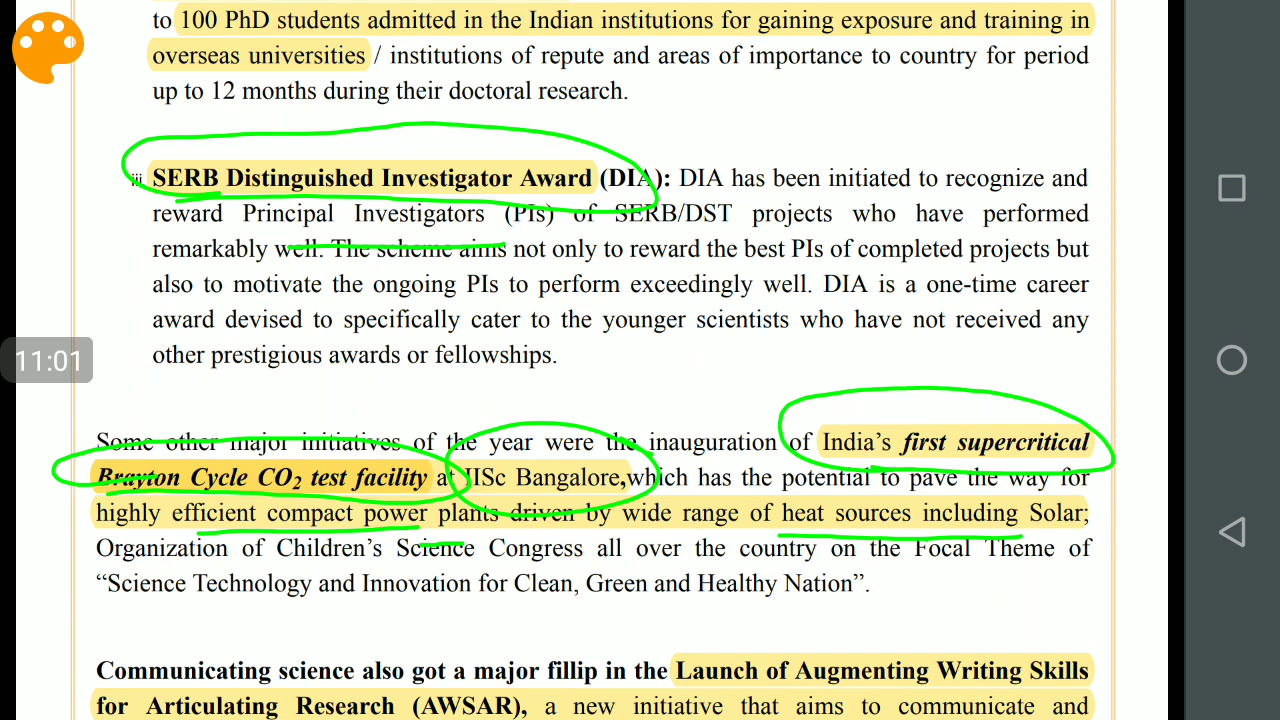 to 100 PhD students admitted in the Indian institutions for gaining exposure and training in
overseas universities / institutions of repute and areas of importance to country for period
up to 12 months during their doctoral research.
iii SERB Distinguished Investigator Award (DIA): DIA has been initiated to recognize and
reward Principal Investigators (PIs) of SERB/DST projects who have performed
remarkably well. The scheme aims not only to reward the best PIs of completed projects but
also to motivate the ongoing PIs to perform exceedingly well. DIA is a one-time career
award devised to specifically cater to the younger scientists who have not received any
11:01
other prestigious awards or fellowships.
Some other major initiatives of the year were the inauguration of India's first supercritical
Brayton Cycle CO2 test facility at IISc Bangalore,which has the potential to pave the way for
highly efficient compact power plants driven by wide range of heat sources including Solar;
Organization of Children's Science Congress all over the country on the Focal Theme of
“Science Technology and Innovation for Clean, Green and Healthy Nation”.
Communicating science also got a major fillip in the Launch of Augmenting Writing Skills
for Articulating Research (AWSAR), a new initiative that aims to communicate and